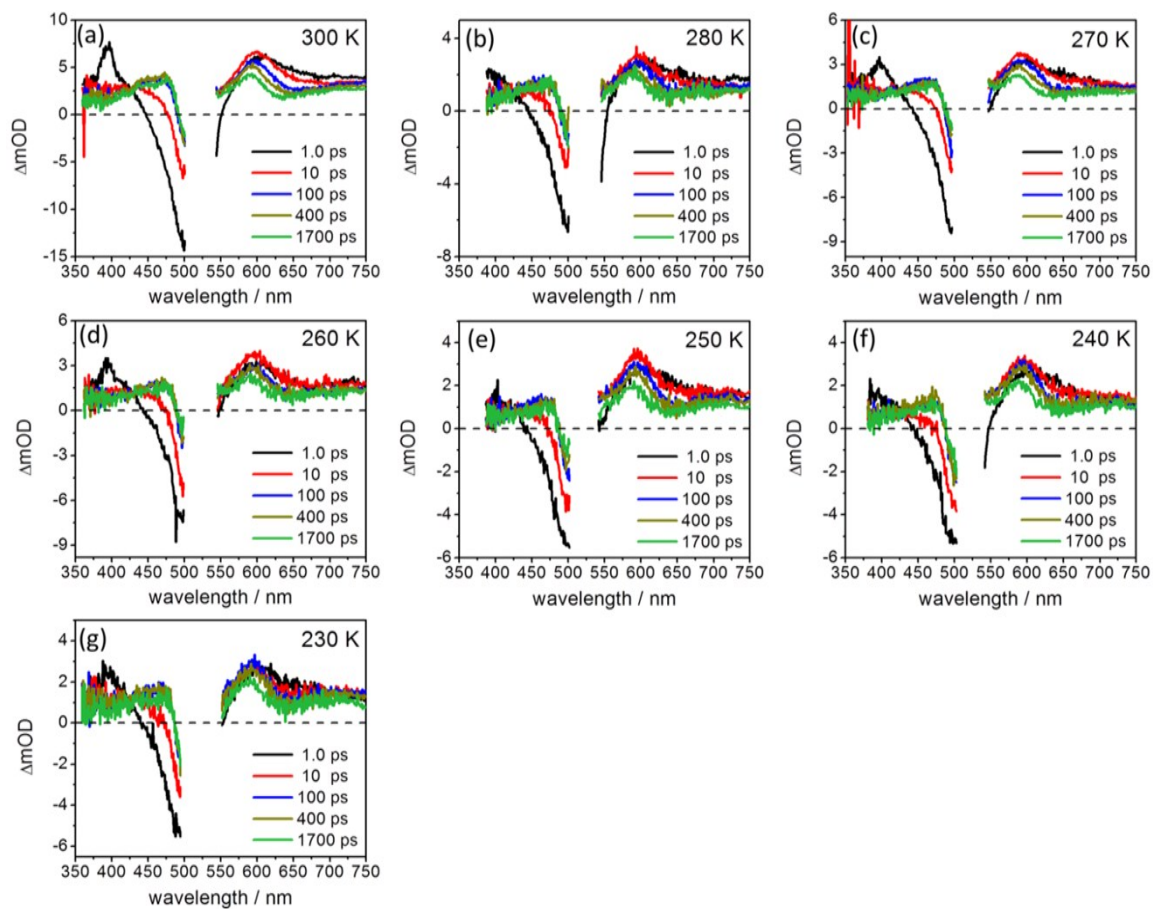 (a) 300 K
10
5
0
-5
-10
-15
ΔmOD
1.0 ps
10 ps
100 ps
400 ps
1700 ps
350 400 450 500 550 600 650 700 750
wavelength / nm
(b) 280 K
4
0
-4
-8
ΔmOD
1.0 ps
10 ps
100 ps
400 ps
1700 ps
350 400 450 500 550 600 650 700 750
wavelength / nm
(c) 270 K
6
3
0
-3
-6
-9
ΔmOD
1.0 ps
10 ps
100 ps
400 ps
1700 ps
350 400 450 500 550 600 650 700 750
wavelength / nm
(d) 260 K
6
3
0
-3
-6
-9
ΔmOD
1.0 ps
10 ps
100 ps
400 ps
1700 ps
350 400 450 500 550 600 650 700 750
wavelength / nm
(e) 250 K
4
2
0
-2
-4
-6
ΔmOD
1.0 ps
10 ps
100 ps
400 ps
1700 ps
350 400 450 500 550 600 650 700 750
wavelength / nm
(f) 240 K
4
2
0
-2
-4
-6
ΔmOD
1.0 ps
10 ps
100 ps
400 ps
1700 ps
350 400 450 500 550 600 650 700 750
wavelength / nm
(g) 230 K
4
2
0
-2
-4
-6
ΔmOD
1.0 ps
10 ps
100 ps
400 ps
1700 ps
350 400 450 500 550 600 650 700 750
wavelength / nm